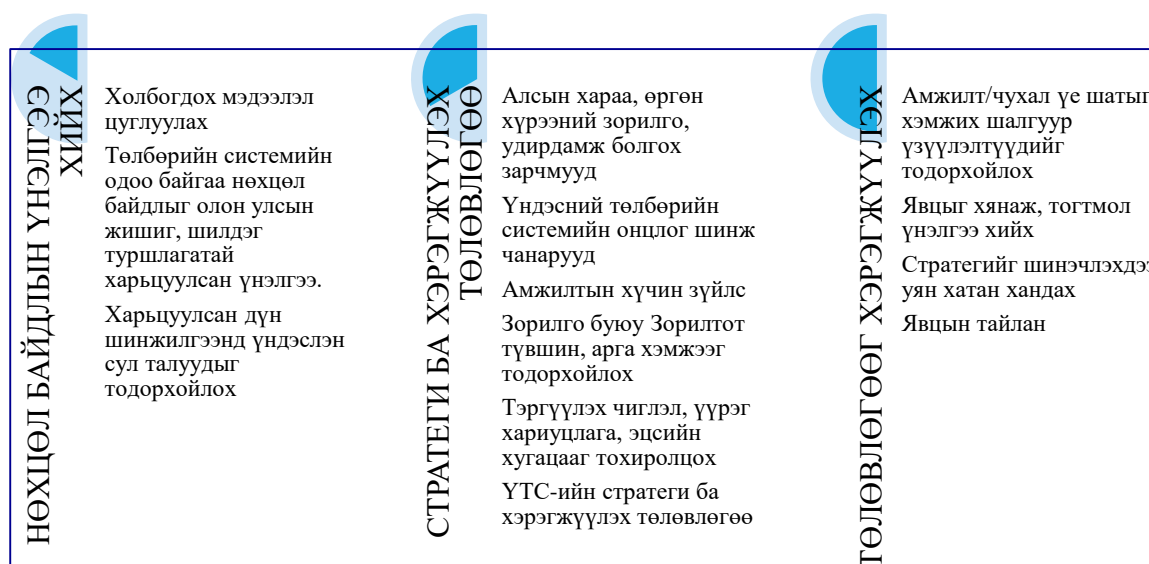 НӨХЦӨЛ БАЙДЛЫН ҮНЭЛГЭЭ
ХИЙХ
Холбогдох мэдээлэл
цуглуулах
Төлбөрийн системийн
одоо байгаа нөхцөл
байдлыг олон улсын
жишиг, шилдэг
туршлагатай
харьцуулсан үнэлгээ.
Харьцуулсан дүн
шинжилгээнд үндэслэн
сул талуудыг
тодорхойлох
СТРАТЕГИ БА ХЭРЭГЖҮҮЛЭХ
ТӨЛӨВЛӨГӨӨ
Алсын хараа, өргөн
хүрээний зорилго,
удирдамж болгох
зарчмууд
Үндэсний төлбөрийн
системийн онцлог шинж
чанарууд
Амжилтын хүчин зүйлс
Зорилго буюу Зорилтот
түвшин, арга хэмжээг
тодорхойлох
Тэргүүлэх чиглэл, үүрэг
хариуцлага, эцсийн
хугацааг тохиролцох
ҮТС-ийн стратеги ба
хэрэгжүүлэх төлөвлөгөө
ТӨЛӨВЛӨГӨӨГ ХЭРЭГЖҮҮЛЭХ
Амжилт/чухал үе шатыг
хэмжих шалгуур
үзүүлэлтүүдийг
тодорхойлох
Явцыг хянаж, тогтмол
үнэлгээ хийх
Стратегийг шинэчлэхдээ
уян хатан хандах
Явцын тайлан